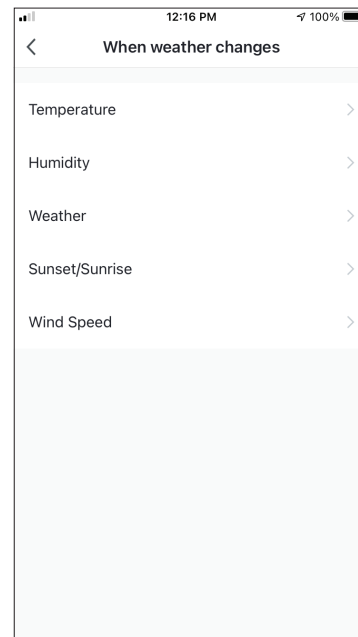 12:16 PM 100%
When weather changes
Temperature
Humidity
Weather
Sunset/Sunrise
Wind Speed